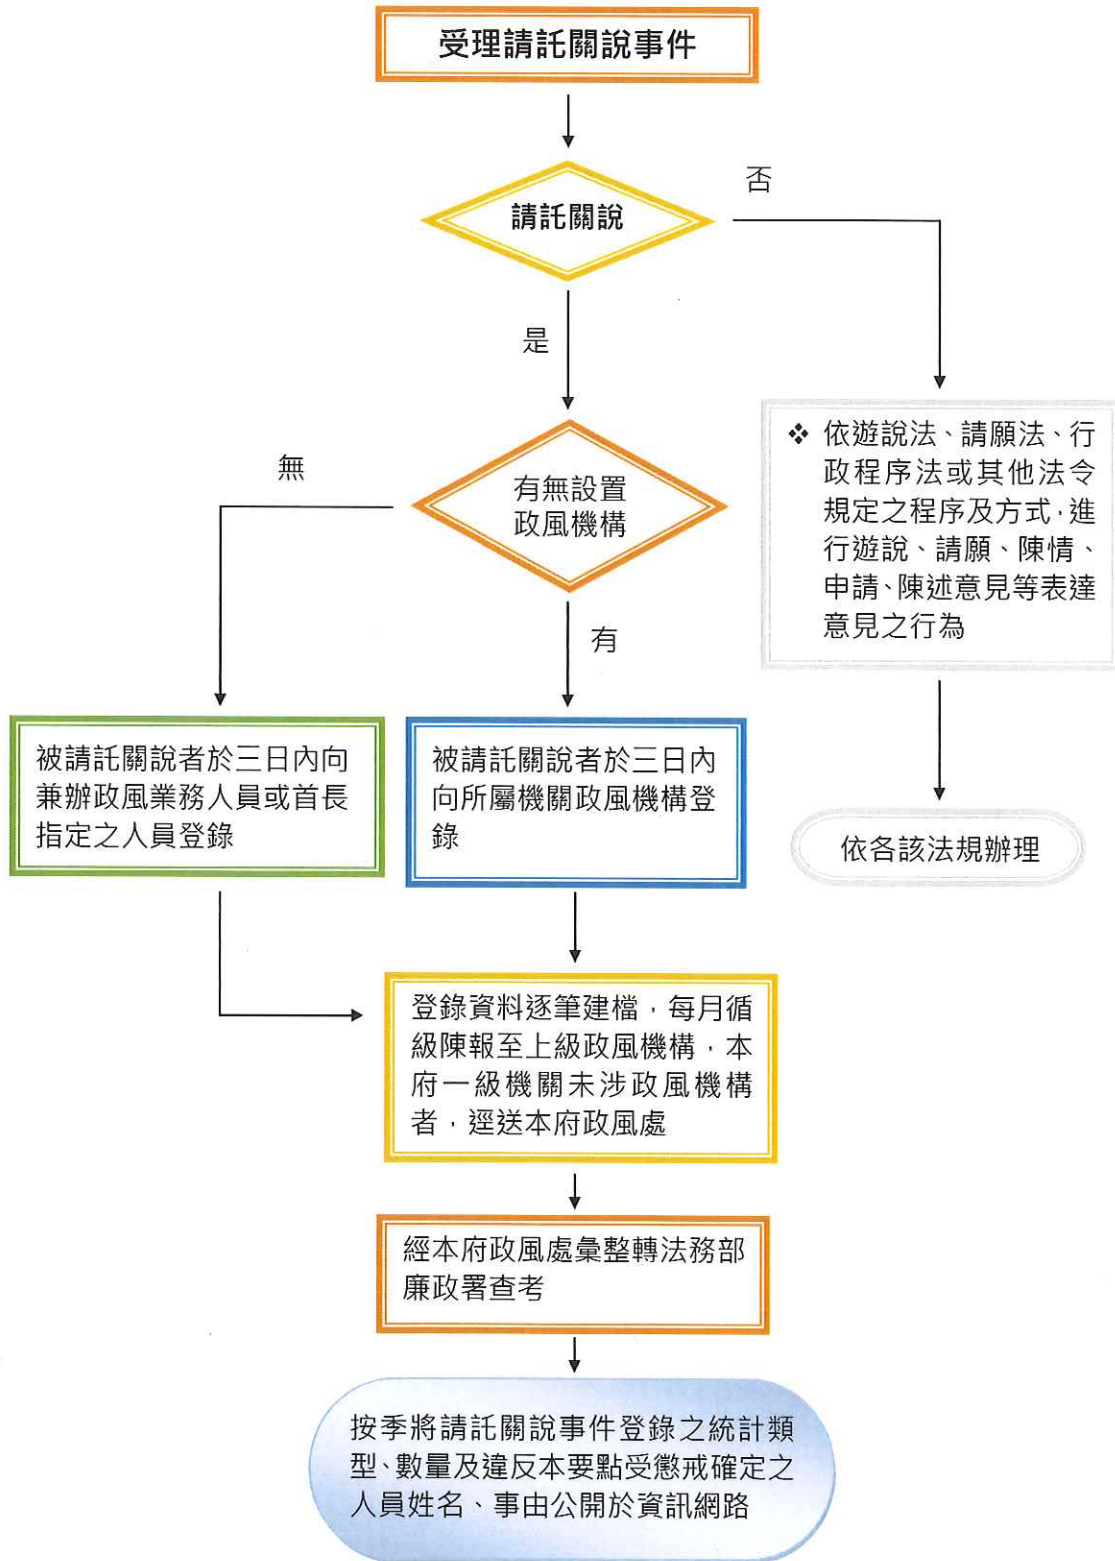 受理請託關說事件
請託關說
否
是
有無設置
政風機構
無
有
❖ 依遊說法、請願法、行
政程序法或其他法令
規定之程序及方式，進
行遊說、請願、陳情、
申請、陳述意見等表達
意見之行為
被請託關說者於三日內向
兼辦政風業務人員或首長
指定之人員登錄
被請託關說者於三日內
向所屬機關政風機構登
錄
依各該法規辦理
登錄資料逐筆建檔，每月循
級陳報至上級政風機構，本
府一級機關未涉政風機構
者，逕送本府政風處
經本府政風處彙整轉法務部
廉政署查考
按季將請託關說事件登錄之統計類
型、數量及違反本要點受懲戒確定之
人員姓名、事由公開於資訊網路